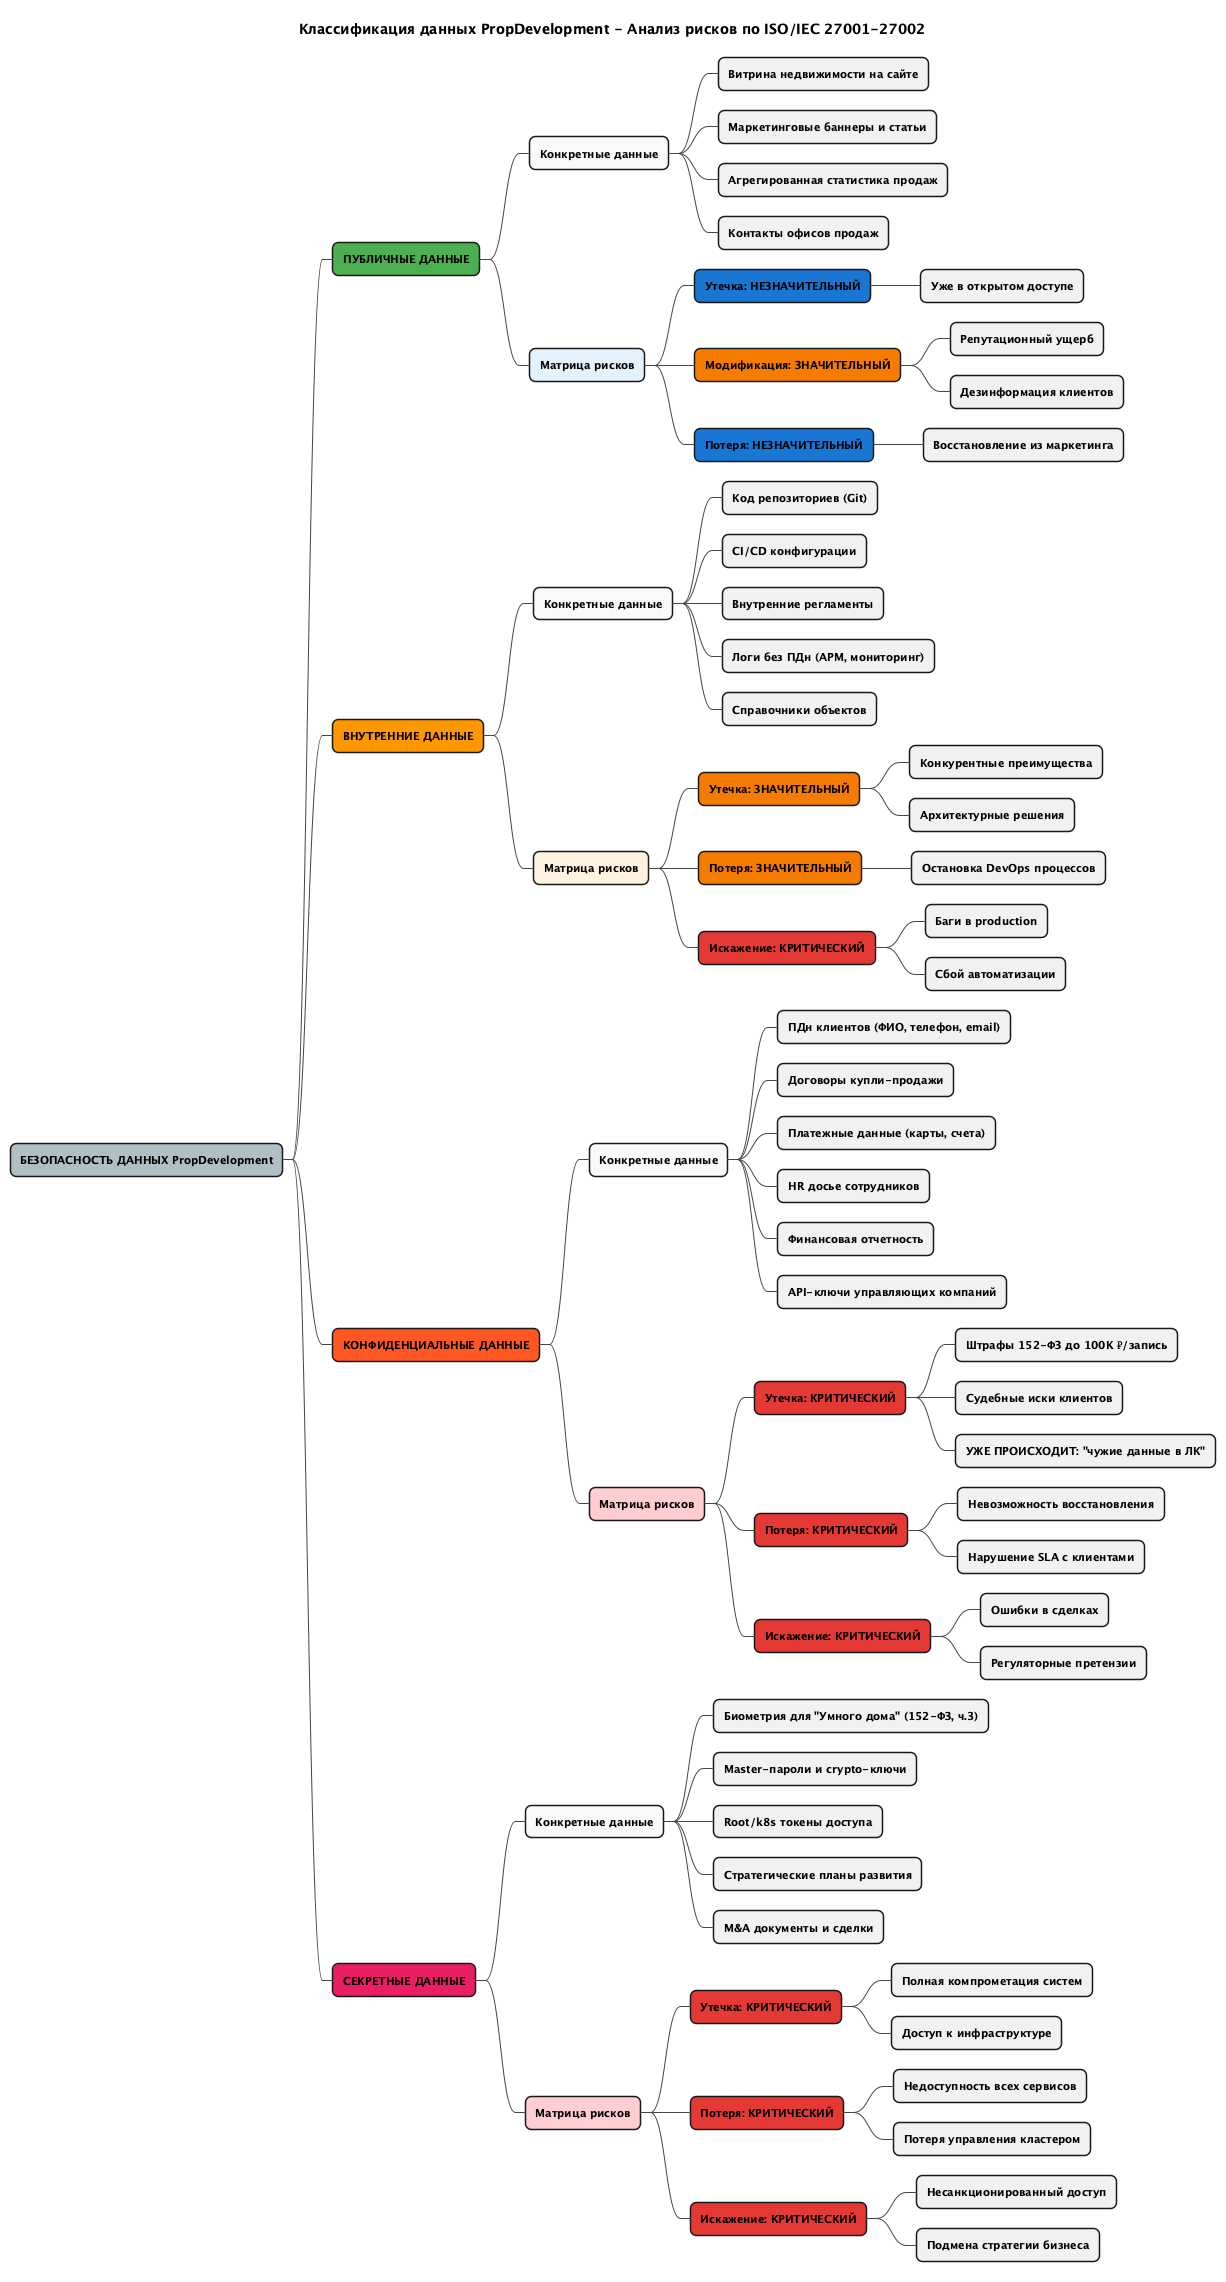 Классификация данных PropDevelopment - Анализ рисков по ISO/IEC 27001-27002
БЕЗОПАСНОСТЬ ДАННЫХ PropDevelopment
ПУБЛИЧНЫЕ ДАННЫЕ
Конкретные данные
Витрина недвижимости на сайте
Маркетинговые баннеры и статьи
Агрегированная статистика продаж
Контакты офисов продаж
Матрица рисков
Утечка: НЕЗНАЧИТЕЛЬНЫЙ
Уже в открытом доступе
Модификация: ЗНАЧИТЕЛЬНЫЙ
Репутационный ущерб
Дезинформация клиентов
Потеря: НЕЗНАЧИТЕЛЬНЫЙ
Восстановление из маркетинга
ВНУТРЕННИЕ ДАННЫЕ
Конкретные данные
Код репозиториев (Git)
CI/CD конфигурации
Внутренние регламенты
Логи без ПДн (APM, мониторинг)
Справочники объектов
Матрица рисков
Утечка: ЗНАЧИТЕЛЬНЫЙ
Конкурентные преимущества
Архитектурные решения
Потеря: ЗНАЧИТЕЛЬНЫЙ
Остановка DevOps процессов
Искажение: КРИТИЧЕСКИЙ
Баги в production
Сбой автоматизации
КОНФИДЕНЦИАЛЬНЫЕ ДАННЫЕ
Конкретные данные
ПДн клиентов (ФИО, телефон, email)
Договоры купли-продажи
Платежные данные (карты, счета)
HR досье сотрудников
Финансовая отчетность
API-ключи управляющих компаний
Матрица рисков
Утечка: КРИТИЧЕСКИЙ
Штрафы 152-ФЗ до 100K ₽/запись
Судебные иски клиентов
УЖЕ ПРОИСХОДИТ: "чужие данные в ЛК"
Потеря: КРИТИЧЕСКИЙ
Невозможность восстановления
Нарушение SLA с клиентами
Искажение: КРИТИЧЕСКИЙ
Ошибки в сделках
Регуляторные претензии
СЕКРЕТНЫЕ ДАННЫЕ
Конкретные данные
Биометрия для "Умного дома" (152-ФЗ, ч.3)
Master-пароли и crypto-ключи
Root/k8s токены доступа
Стратегические планы развития
M&A документы и сделки
Матрица рисков
Утечка: КРИТИЧЕСКИЙ
Полная компрометация систем
Доступ к инфраструктуре
Потеря: КРИТИЧЕСКИЙ
Недоступность всех сервисов
Потеря управления кластером
Искажение: КРИТИЧЕСКИЙ
Несанкционированный доступ
Подмена стратегии бизнеса